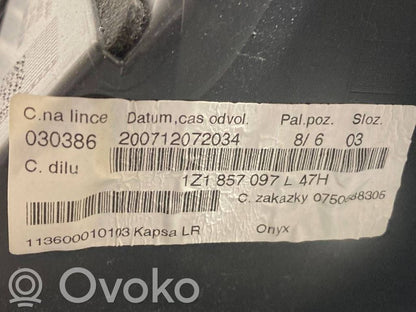 C.na lince Datum,cas odvol. Pal.poz. Sloz.
030386 200712072034 8/ 6 03
C. dilu 1Z1 857 097 L 47H
C. zakazky
113600010103 Kapsa LR Onyx
Ovoko